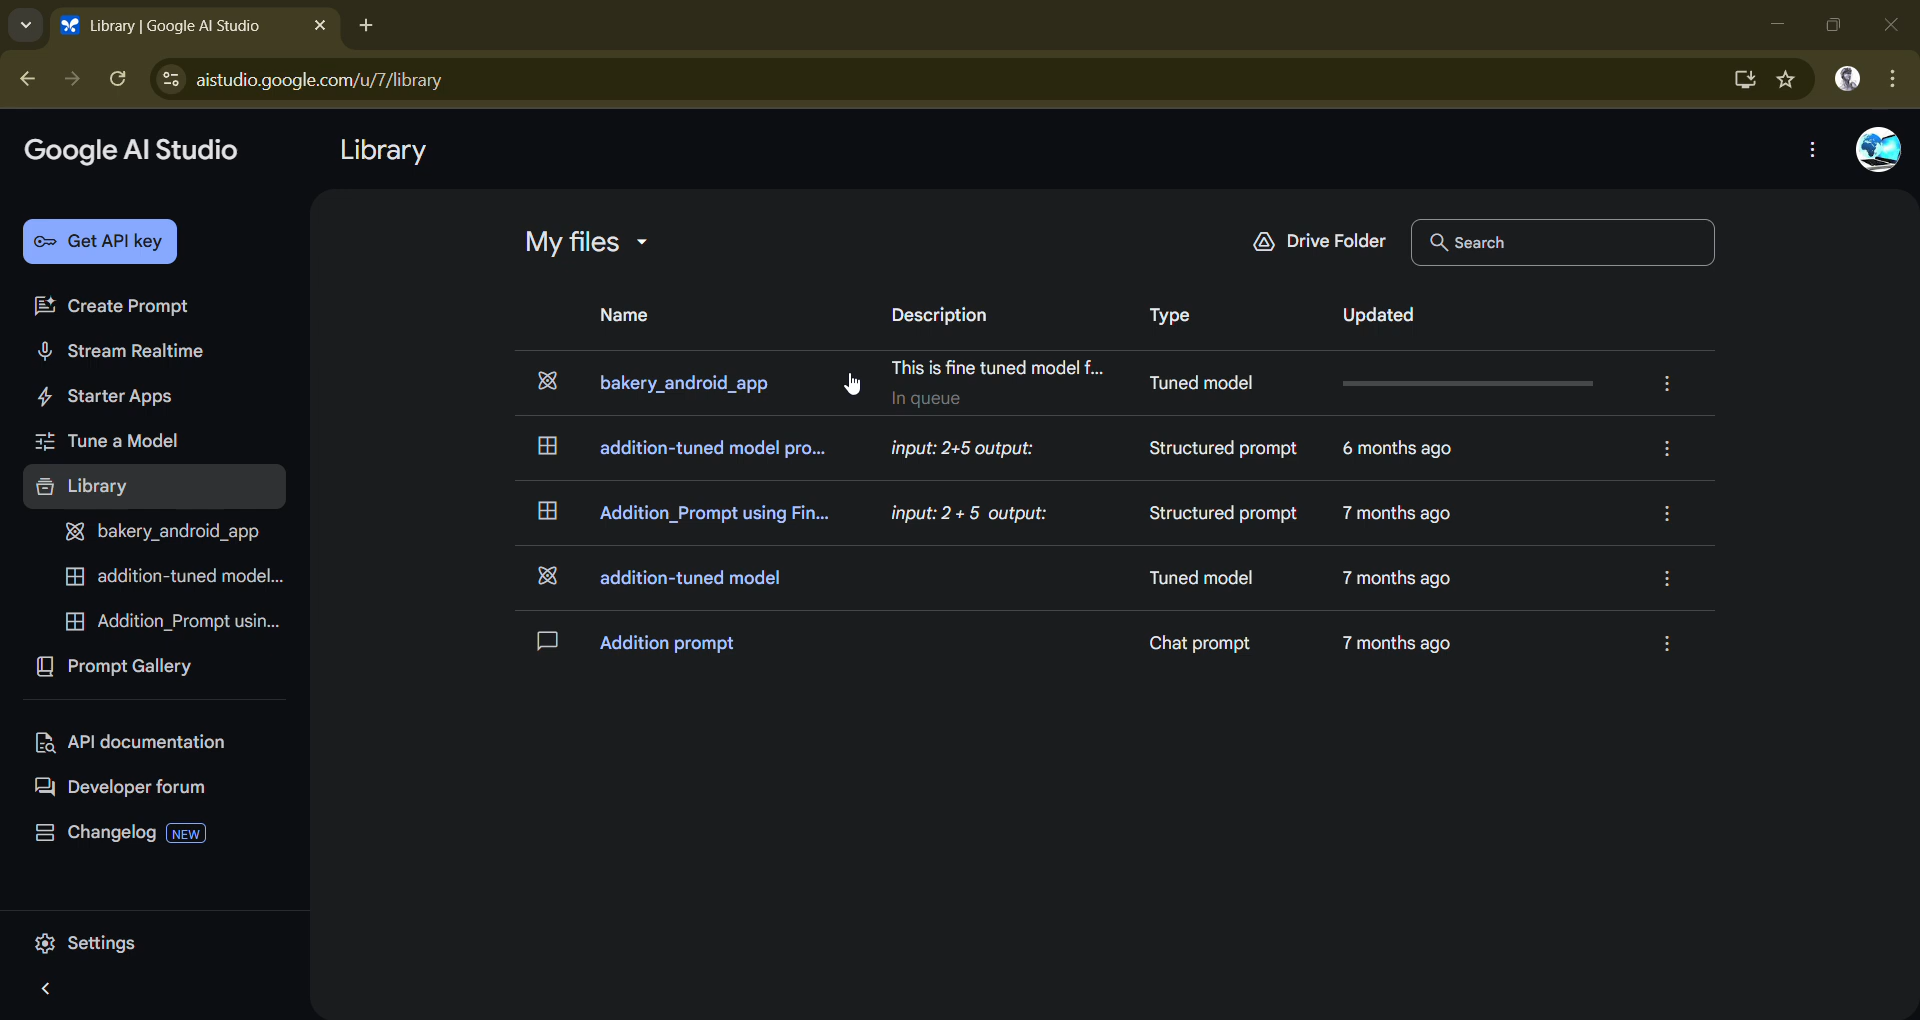 Library | Google AI Studio
aistudio.google.com/u/7/library
Google AI Studio
Library
Get API key
Create Prompt
Stream Realtime
Starter Apps
Tune a Model
Library
bakery_android_app
addition-tuned model...
Addition_Prompt usin...
Prompt Gallery
API documentation
Developer forum
Changelog NEW
Settings
My files
Drive Folder
Search
Name Description Type Updated
bakery_android_app This is fine tuned model f... Tuned model
In queue
addition-tuned model pro... input: 2+5 output: Structured prompt 6 months ago
Addition_Prompt using Fin... input: 2 + 5 output: Structured prompt 7 months ago
addition-tuned model Tuned model 7 months ago
Addition prompt Chat prompt 7 months ago